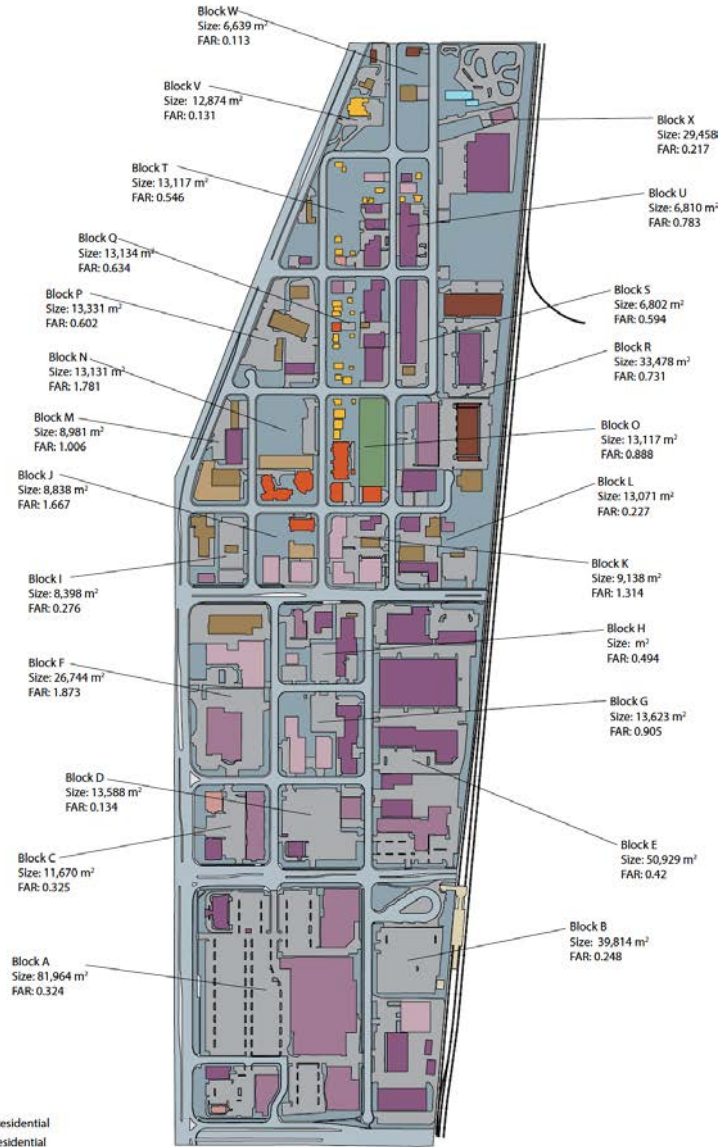 Block W
Size: 6,639 m²
FAR: 0.113
Block V
Size: 12,874 m²
FAR: 0.131
Block X
Size: 29,458
FAR: 0.217
Block T
Size: 13,117 m²
FAR: 0.546
Block U
Size: 6,810 m²
FAR: 0.783
Block Q
Size: 13,134 m²
FAR: 0.634
Block P
Size: 13,331 m²
FAR: 0.602
Block S
Size: 6,802 m²
FAR: 0.594
Block N
Size: 13,131 m²
FAR: 1.781
Block R
Size: 33,478 m²
FAR: 0.731
Block M
Size: 8,981 m²
FAR: 1.006
Block O
Size: 13,117 m²
FAR: 0.888
Block J
Size: 8,838 m²
FAR: 1.667
Block L
Size: 13,071 m²
FAR: 0.227
Block K
Size: 9,138 m²
FAR: 1.314
Block I
Size: 8,398 m²
FAR: 0.276
Block H
Size: m²
FAR: 0.494
Block F
Size: 26,744 m²
FAR: 1.873
Block G
Size: 13,623 m²
FAR: 0.905
Block D
Size: 13,588 m²
FAR: 0.134
Block E
Size: 50,929 m²
FAR: 0.42
Block C
Size: 11,670 m²
FAR: 0.325
Block B
Size: 39,814 m²
FAR: 0.248
Block A
Size: 81,964 m²
FAR: 0.324
esidential
esidential